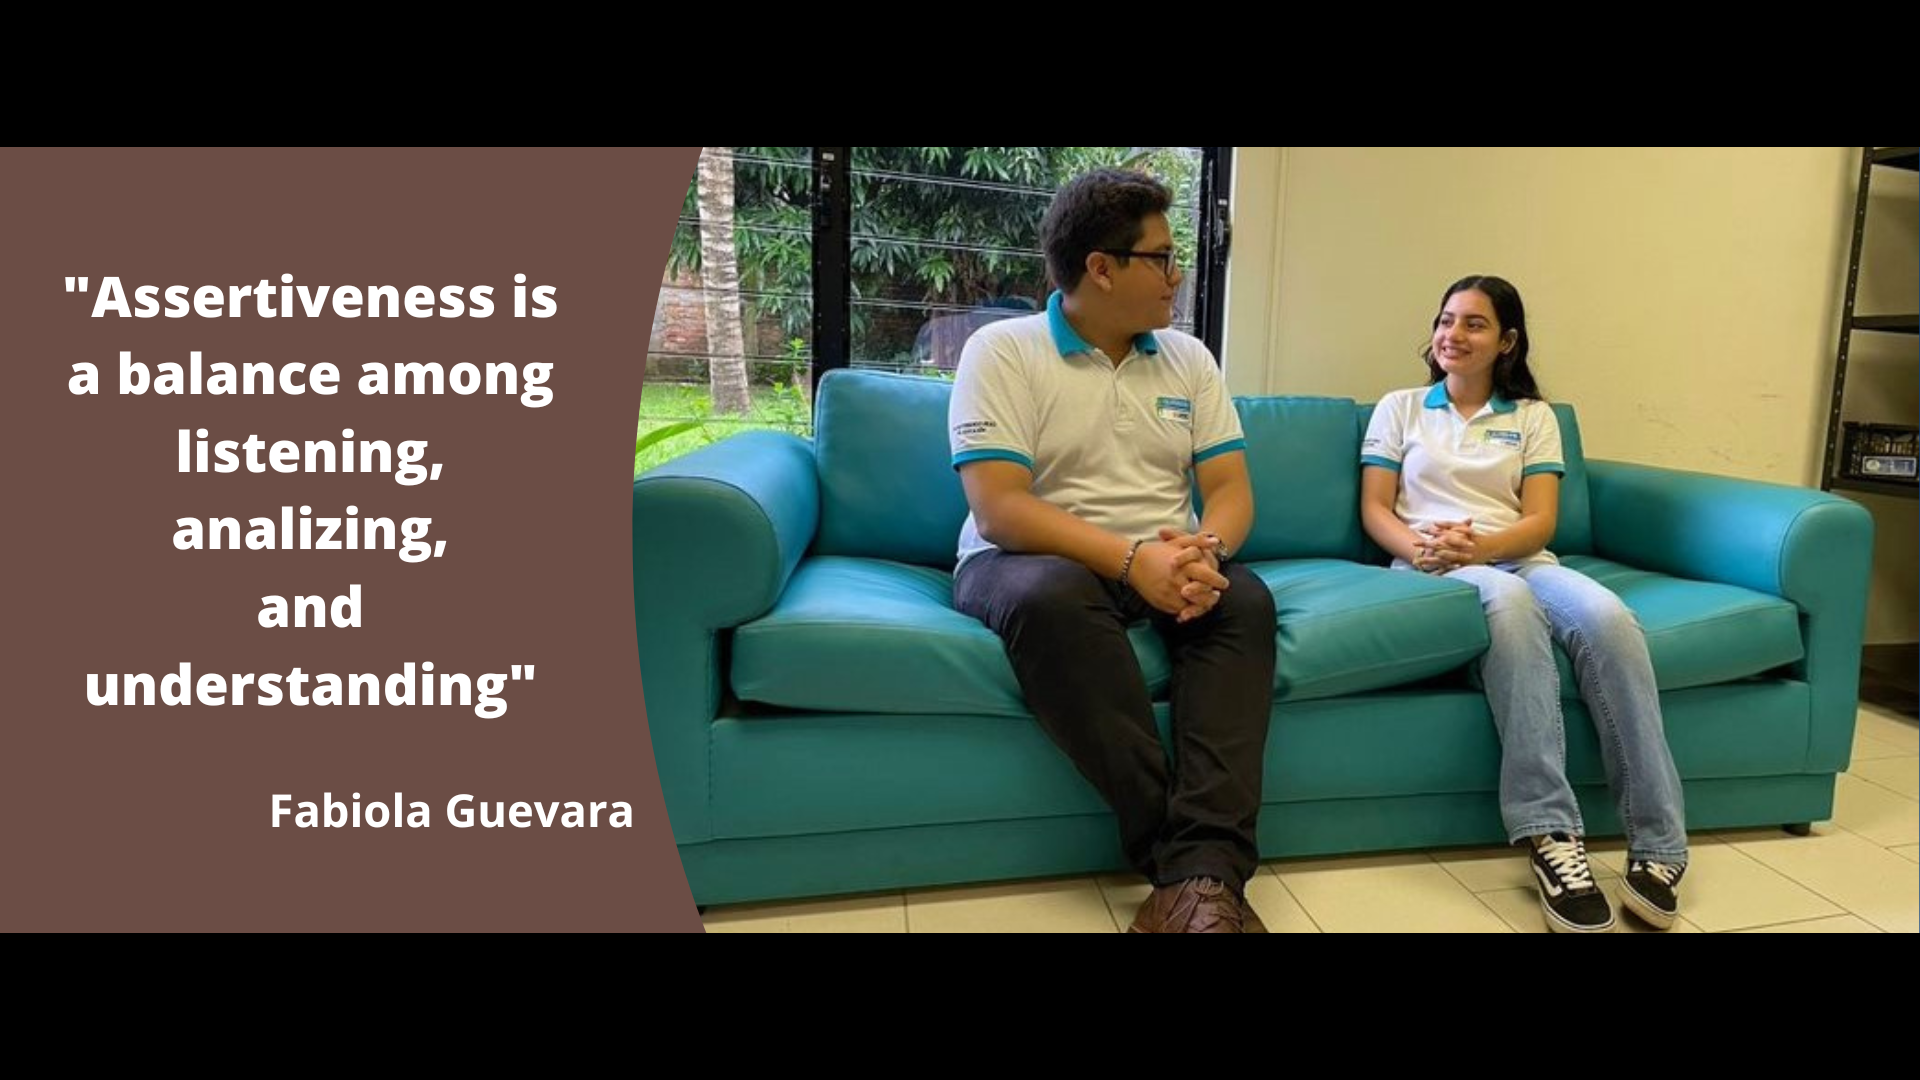 "Assertiveness is
a balance among
listening,
analizing,
and
understanding"
Fabiola Guevara